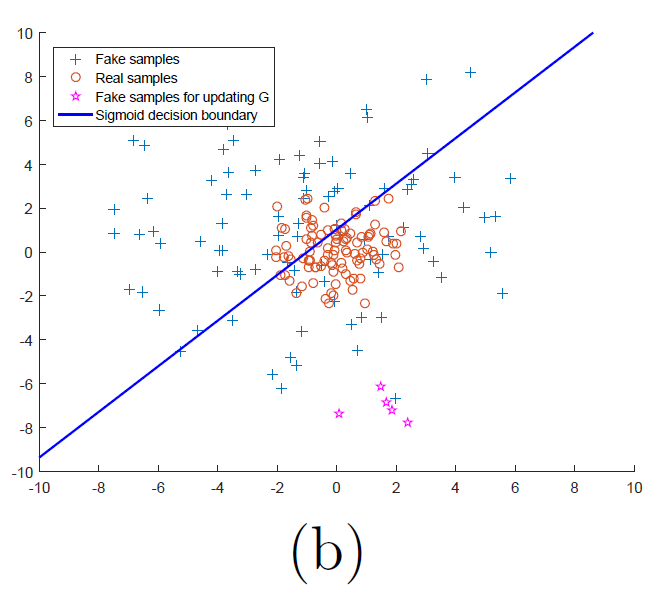 10
8
6
4
2
0
-2
-4
-6
-8
-10
Fake samples
Real samples
Fake samples for updating G
Sigmoid decision boundary
-10 -8 -6 -4 -2 0 2 4 6 8 10
(b)